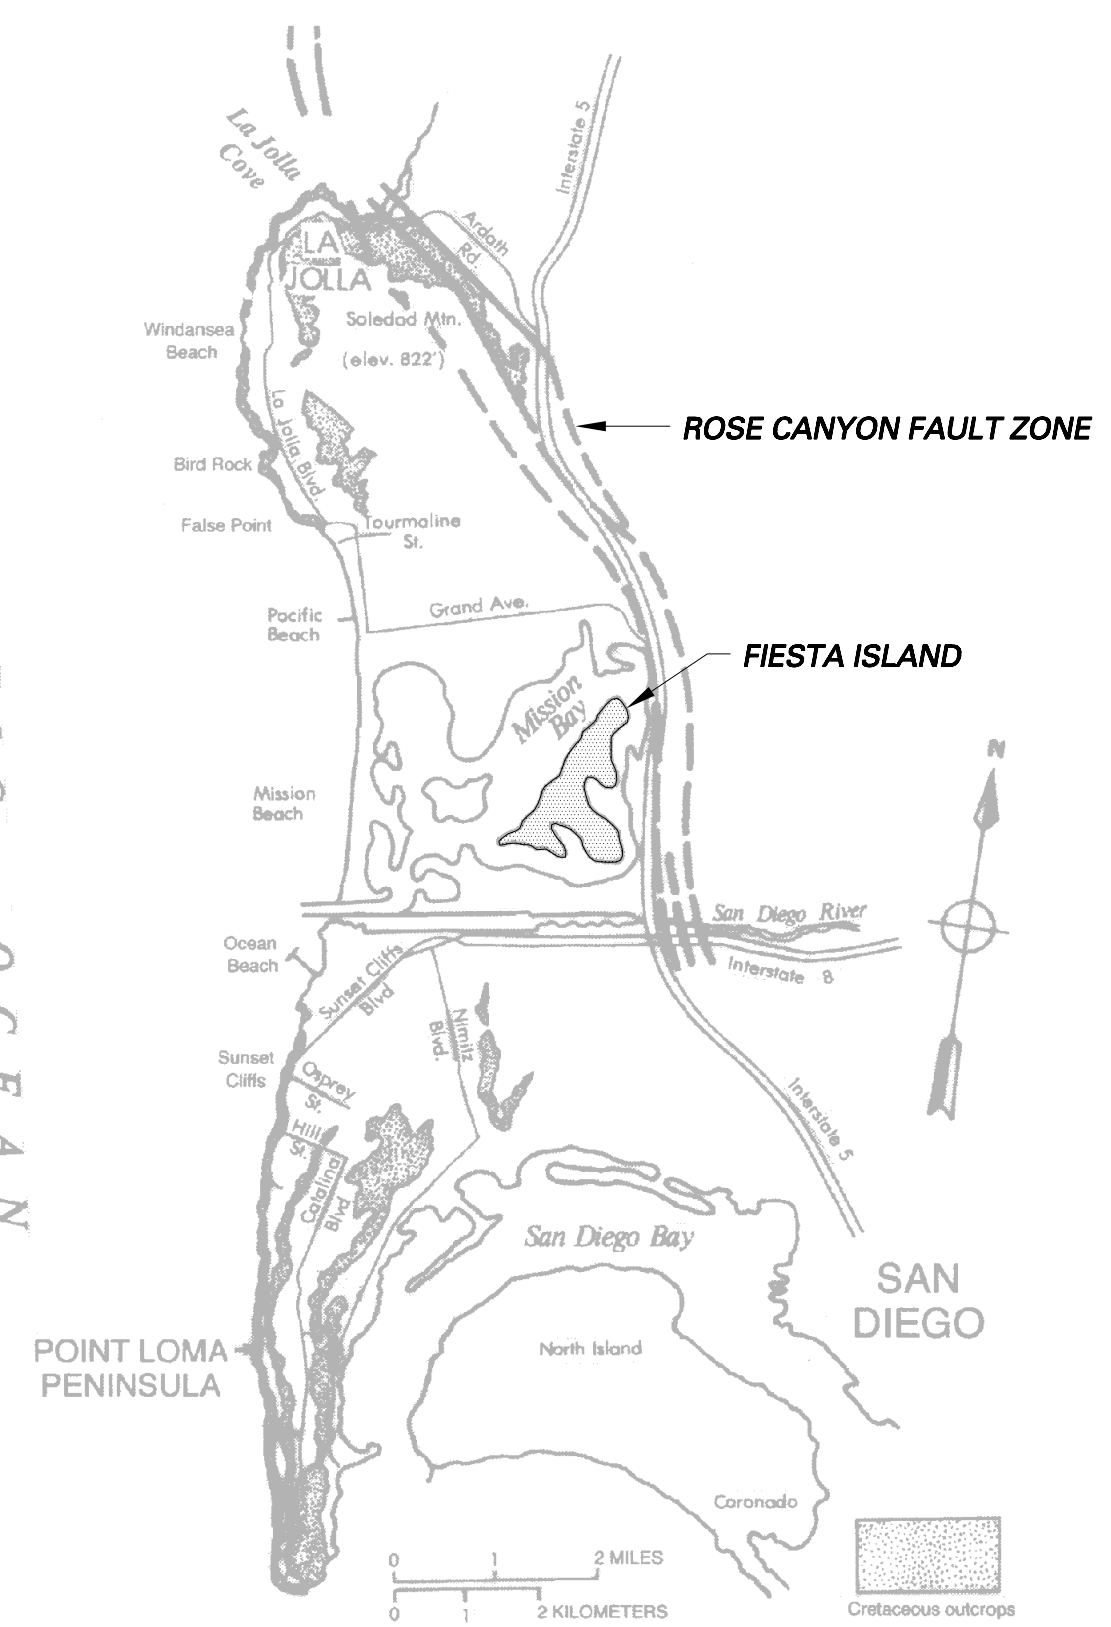 La Jolla
Cove
Interstate 5
Ardath
Rd.
LA
JOLLA
Soledad Mtn.
(elev. 822')
Windansea
Beach
La Jolla Blvd.
ROSE CANYON FAULT ZONE
Bird Rock
False Point
Tourmaline
St.
Grand Ave.
Pacific
Beach
FIESTA ISLAND
Mission
Bay
N
Mission
Beach
San Diego River
Ocean
Beach
Interstate 8
Sunset Cliffs
Blvd
Nimitz
Blvd.
OCEAN
Sunset
Cliffs
Osprey
St.
Hill
St.
Catalina
Blvd
Interstate 5
San Diego Bay
SAN
DIEGO
North Island
POINT LOMA
PENINSULA
Coronado
0 1 2 MILES
0 1 2 KILOMETERS
Cretaceous outcrops